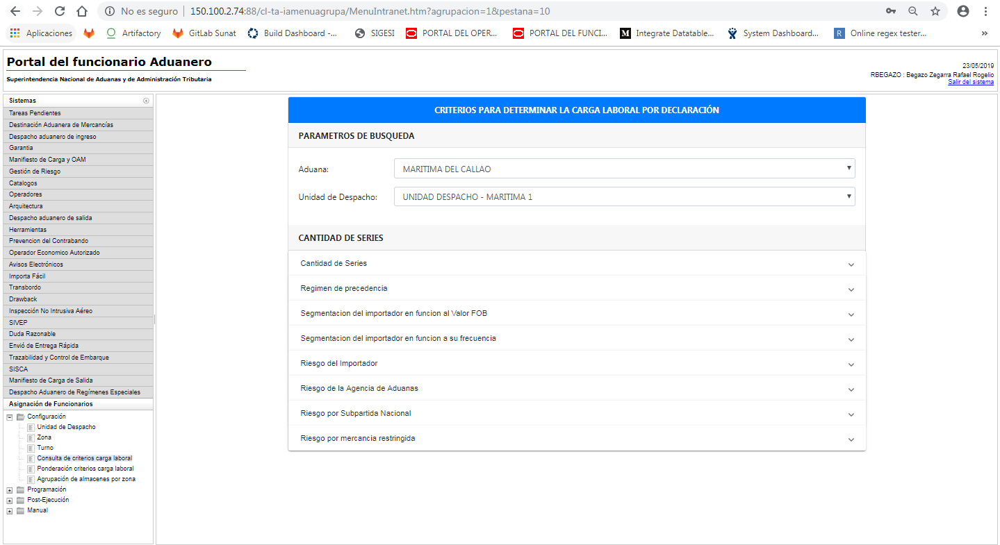 No es seguro | 150.100.2.74:88/cl-ta-iamenuagrupa/MenuIntranet.htm?agrupacion=1&pestana=10
Aplicaciones Artifactory GitLab Sunat Build Dashboard -... SIGESI PORTAL DEL OPER... PORTAL DEL FUNCI... M Integrate Datatable... System Dashboard... R Online regex tester... »
Portal del funcionario Aduanero
Superintendencia Nacional de Aduanas y de Administración Tributaria
23/05/2019
RBEGAZO : Begazo Zegarra Rafael Rogelio
Salir del sistema
Sistemas
Tareas Pendientes
Destinación Aduanera de Mercancías
Despacho aduanero de ingreso
Garantia
Manifiesto de Carga y OAM
Gestión de Riesgo
Catalogos
Operadores
Arquitectura
Despacho aduanero de salida
Herramientas
Prevencion del Contrabando
Operador Economico Autorizado
Avisos Electrónicos
Importa Fácil
Transbordo
Drawback
Inspección No Intrusiva Aéreo
SIVEP
Duda Razonable
Envió de Entrega Rápida
Trazabilidad y Control de Embarque
SISCA
Manifiesto de Carga de Salida
Despacho Aduanero de Regímenes Especiales
Asignación de Funcionarios
Configuración
Unidad de Despacho
Zona
Turno
Consulta de criterios carga laboral
Ponderación criterios carga laboral
Agrupación de almacenes por zona
Programación
Post-Ejecución
Manual
CRITERIOS PARA DETERMINAR LA CARGA LABORAL POR DECLARACIÓN
PARAMETROS DE BUSQUEDA
Aduana: MARITIMA DEL CALLAO
Unidad de Despacho: UNIDAD DESPACHO - MARITIMA 1
CANTIDAD DE SERIES
Cantidad de Series
Regimen de precedencia
Segmentacion del importador en funcion al Valor FOB
Segmentacion del importador en funcion a su frecuencia
Riesgo del Importador
Riesgo de la Agencia de Aduanas
Riesgo por Subpartida Nacional
Riesgo por mercancia restringida